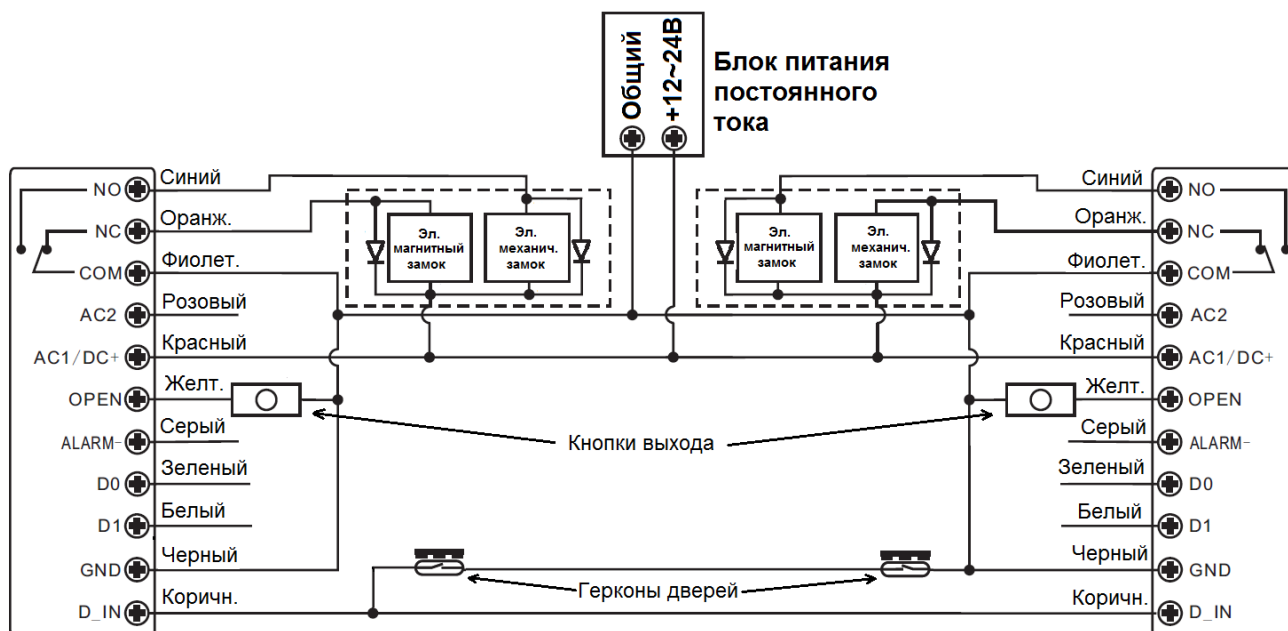 Общий
+12~24В
Блок питания
постоянного
тока
NO
Синий
NC
Оранж.
COM
Фиолет.
AC2
Розовый
AC1/DC+
Красный
OPEN
Желт.
ALARM-
Серый
D0
Зеленый
D1
Белый
GND
Черный
D_IN
Коричн.
Эл.
магнитный
замок
Эл.
механич.
замок
Эл.
магнитный
замок
Эл.
механич.
замок
Кнопки выхода
Герконы дверей
Синий
NO
Оранж.
NC
Фиолет.
COM
Розовый
AC2
Красный
AC1/DC+
Желт.
OPEN
Серый
ALARM-
Зеленый
D0
Белый
D1
Черный
GND
Коричн.
D_IN